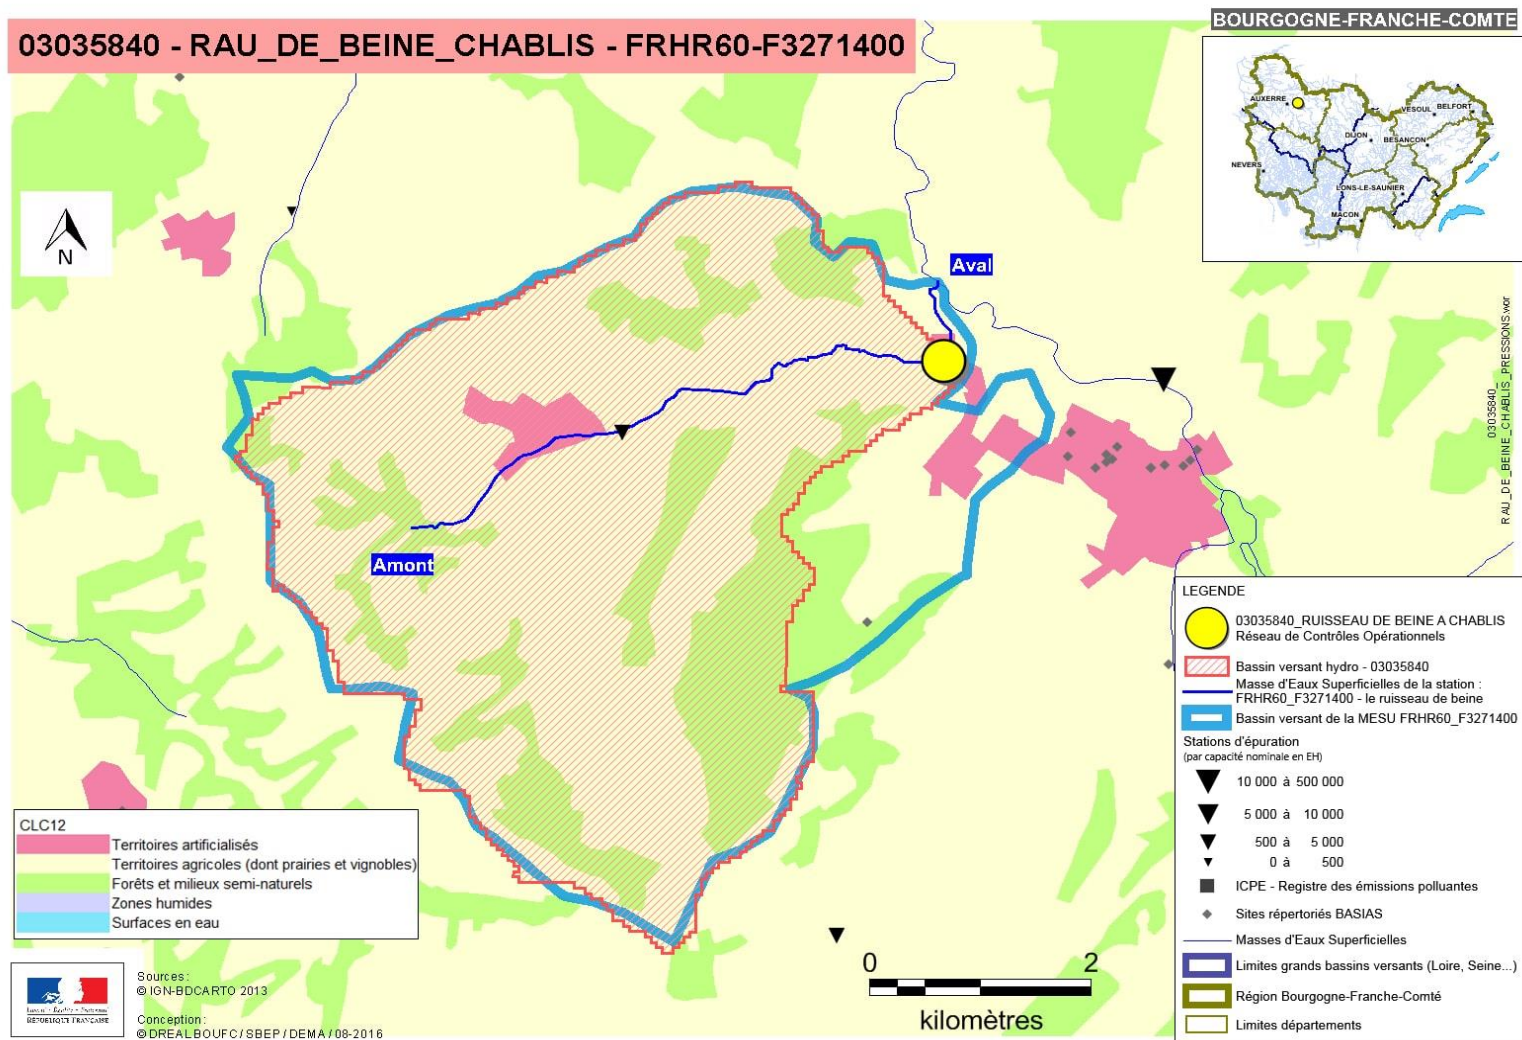 BOURGOGNE-FRANCHE-COMTE
03035840 - RAU_DE_BEINE_CHABLIS - FRHR60-F3271400
AUXERRE
VESOUL
BELFORT
DIJON
BESANCON
NEVERS
LONS-LE-SAUNIER
MACON
N
Aval
Amont
03035840_
RAU_DE_BEINE_CHABLIS_PRESSIONS.wor
LEGENDE
03035840_RUISSEAU DE BEINE A CHABLIS
Réseau de Contrôles Opérationnels
Bassin versant hydro - 03035840
Masse d'Eaux Superficielles de la station :
FRHR60_F3271400 - le ruisseau de beine
Bassin versant de la MESU FRHR60_F3271400
Stations d'épuration
(par capacité nominale en EH)
10 000 à 500 000
5 000 à 10 000
500 à 5 000
0 à 500
ICPE - Registre des émissions polluantes
Sites répertoriés BASIAS
Masses d'Eaux Superficielles
Limites grands bassins versants (Loire, Seine...)
Région Bourgogne-Franche-Comté
Limites départements
CLC12
Territoires artificialisés
Territoires agricoles (dont prairies et vignobles)
Forêts et milieux semi-naturels
Zones humides
Surfaces en eau
0 2
kilomètres
RÉPUBLIQUE FRANÇAISE
Sources :
© IGN-BDCARTO 2013
Conception :
© DREAL BOUFC / SBEP / DEMA / 08-2016